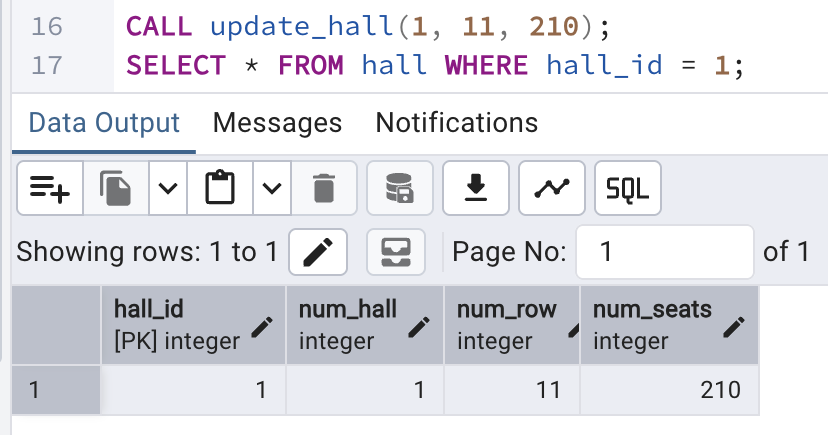 16 CALL update_hall(1, 11, 210);
17 SELECT * FROM hall WHERE hall_id = 1;
Data Output Messages Notifications
SQL
Showing rows: 1 to 1 Page No: 1 of 1
hall_id num_hall num_row num_seats
[PK] integer integer integer integer
1 1 1 11 210